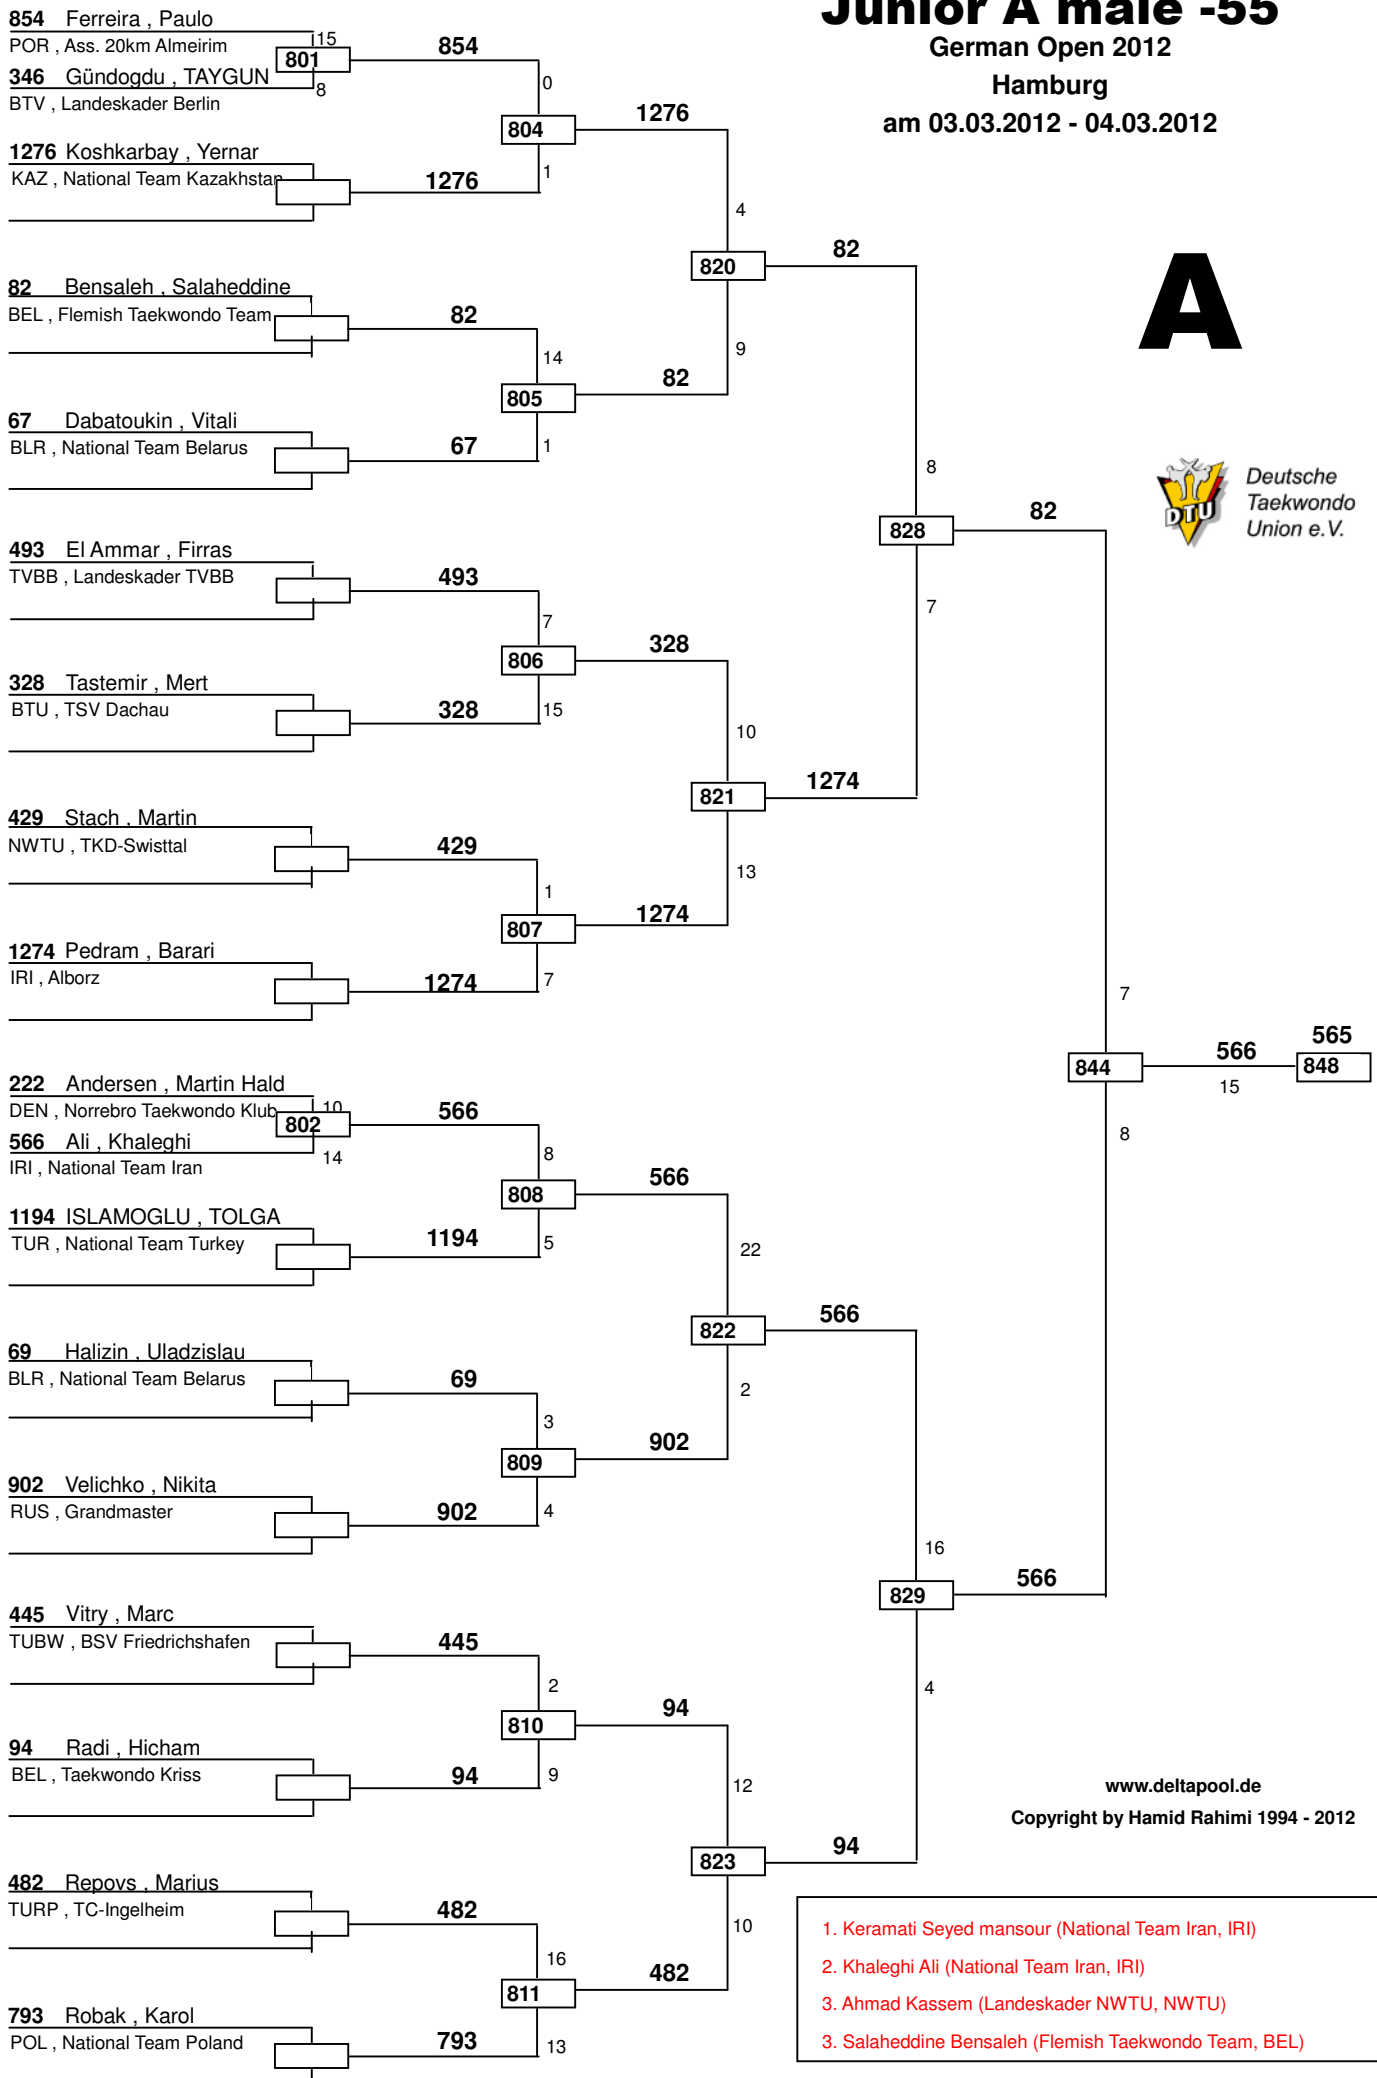 Junior A male -55
German Open 2012
Hamburg
am 03.03.2012 - 04.03.2012
A
DTU
Deutsche
Taekwondo
Union e.V.
854 Ferreira , Paulo
POR , Ass. 20km Almeirim
15
801
854
346 Gündogdu , TAYGUN
8
BTV , Landeskader Berlin
0
804
1276
1276 Koshkarbay , Yernar
KAZ , National Team Kazakhstan
1276
1
4
820
82
82 Bensaleh , Salaheddine
BEL , Flemish Taekwondo Team
82
14
9
805
82
67 Dabatoukin , Vitali
BLR , National Team Belarus
67
1
8
828
82
493 El Ammar , Firras
TVBB , Landeskader TVBB
493
7
7
806
328
328 Tastemir , Mert
BTU , TSV Dachau
328
15
10
821
1274
429 Stach , Martin
NWTU , TKD-Swisttal
429
1
13
807
1274
1274 Pedram , Barari
IRI , Alborz
1274
7
7
844
566
15
565
848
222 Andersen , Martin Hald
DEN , Norrebro Taekwondo Klub
10
802
566
566 Ali , Khaleghi
14
IRI , National Team Iran
8
8
808
566
1194 ISLAMOGLU , TOLGA
TUR , National Team Turkey
1194
5
22
822
566
69 Halizin , Uladzislau
BLR , National Team Belarus
69
3
2
809
902
902 Velichko , Nikita
RUS , Grandmaster
902
4
16
829
566
445 Vitry , Marc
TUBW , BSV Friedrichshafen
445
2
4
810
94
94 Radi , Hicham
BEL , Taekwondo Kriss
94
9
12
823
94
482 Repovs , Marius
TURP , TC-Ingelheim
482
16
10
811
482
793 Robak , Karol
POL , National Team Poland
793
13
www.deltapool.de
Copyright by Hamid Rahimi 1994 - 2012
1. Keramati Seyed mansour (National Team Iran, IRI)
2. Khaleghi Ali (National Team Iran, IRI)
3. Ahmad Kassem (Landeskader NWTU, NWTU)
3. Salaheddine Bensaleh (Flemish Taekwondo Team, BEL)